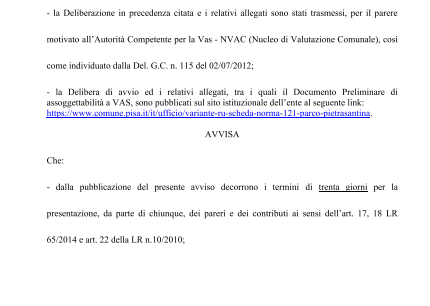 - la Deliberazione in precedenza citata e i relativi allegati sono stati trasmessi, per il parere
motivato all'Autorità Competente per la Vas - NVAC (Nucleo di Valutazione Comunale), così
come individuato dalla Del. G.C. n. 115 del 02/07/2012;
- la Delibera di avvio ed i relativi allegati, tra i quali il Documento Preliminare di
assoggettabilità a VAS, sono pubblicati sul sito istituzionale dell'ente al seguente link:
https://www.comune.pisa.it/it/ufficio/variante-ru-scheda-norma-121-parco-pietrasantina.
AVVISA
Che:
- dalla pubblicazione del presente avviso decorrono i termini di trenta giorni per la
presentazione, da parte di chiunque, dei pareri e dei contributi ai sensi dell'art. 17, 18 LR
65/2014 e art. 22 della LR n.10/2010;